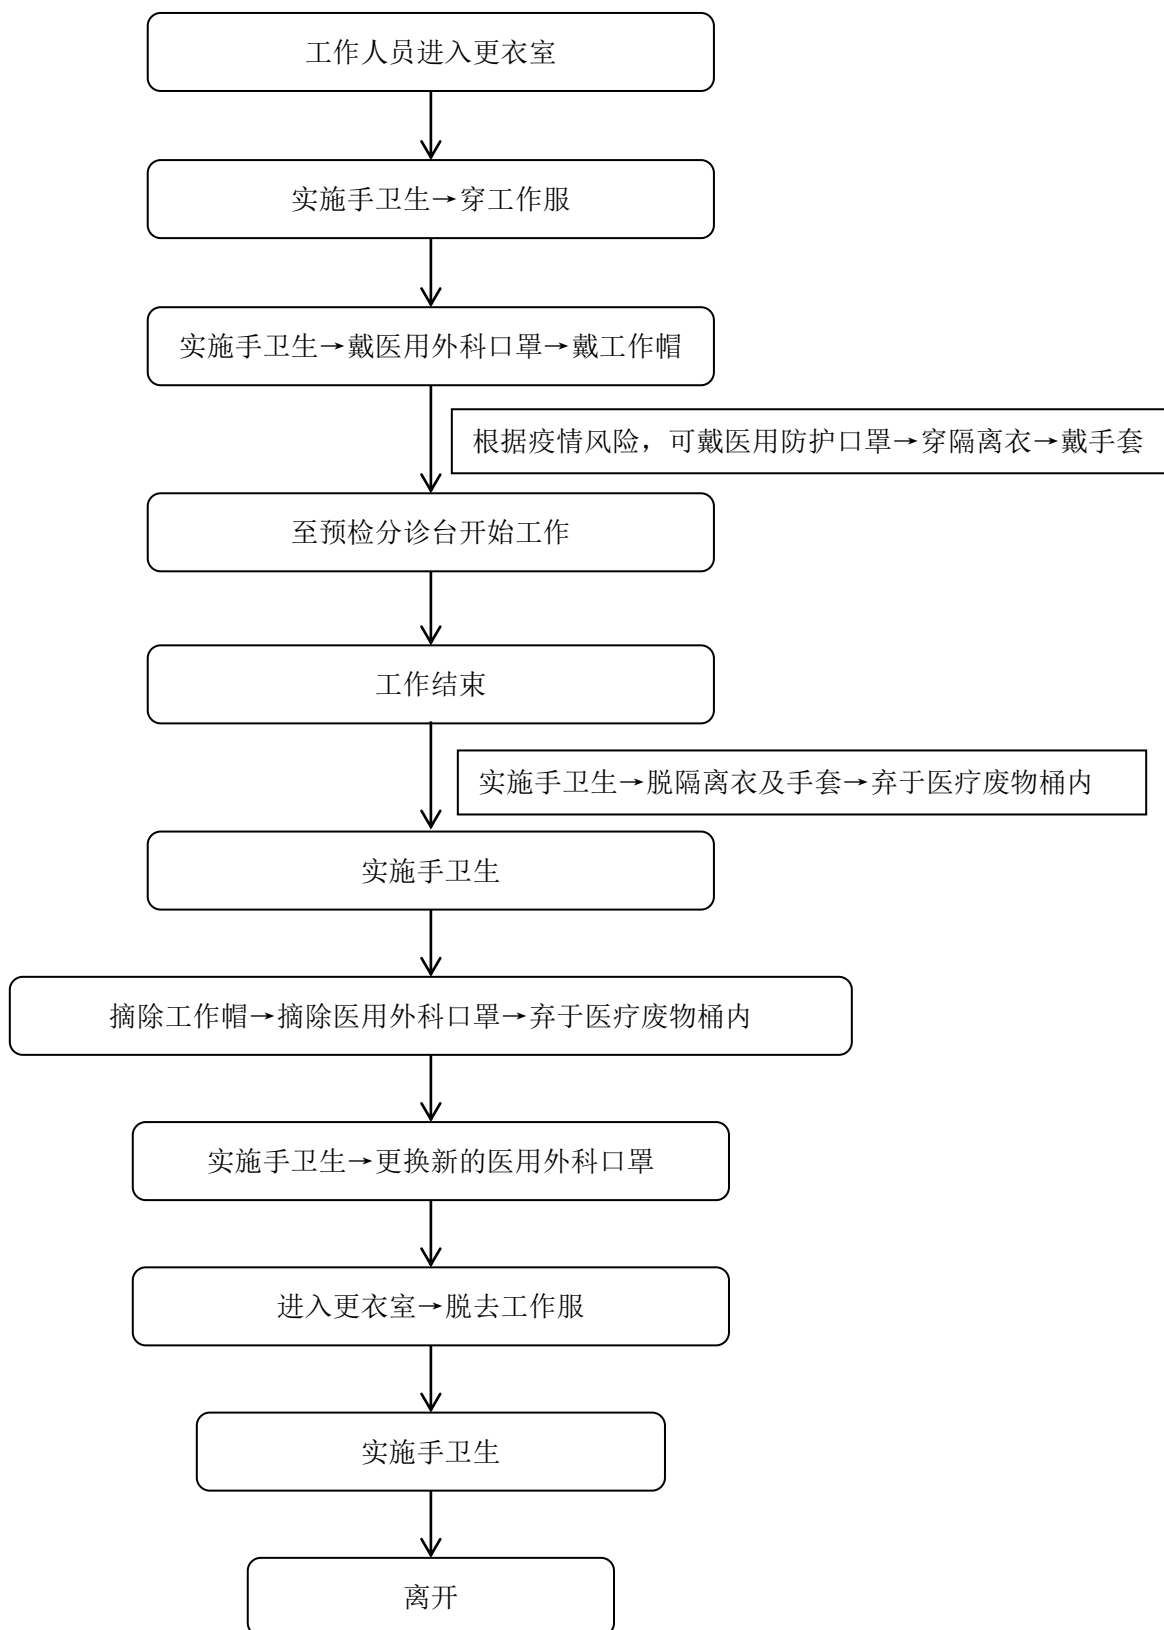 工作人员进入更衣室
实施手卫生→穿工作服
实施手卫生→戴医用外科口罩→戴工作帽
根据疫情风险，可戴医用防护口罩→穿隔离衣→戴手套
至预检分诊台开始工作
工作结束
实施手卫生→脱隔离衣及手套→弃于医疗废物桶内
实施手卫生
摘除工作帽→摘除医用外科口罩→弃于医疗废物桶内
实施手卫生→更换新的医用外科口罩
进入更衣室→脱去工作服
实施手卫生
离开